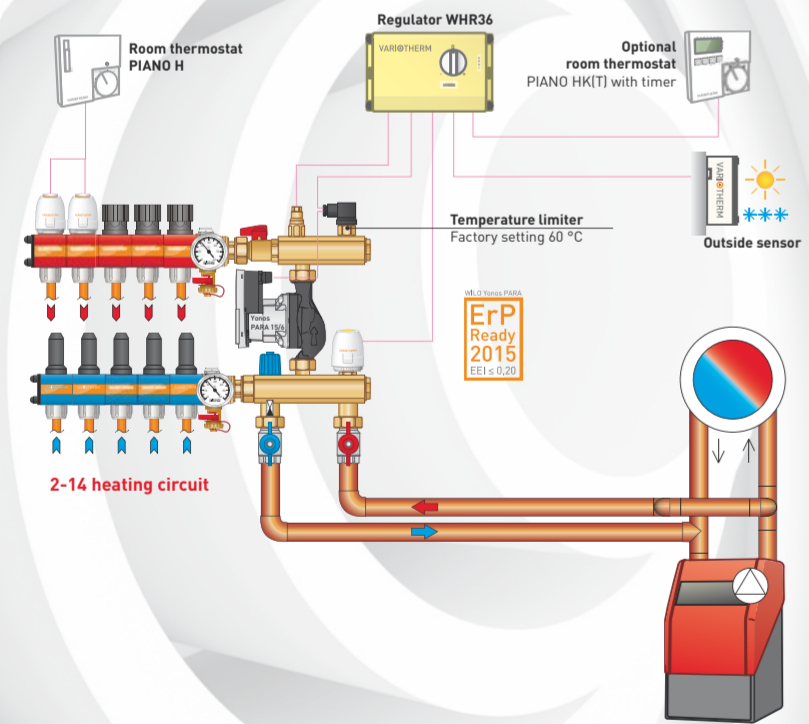 Regulator WHR36
Room thermostat
PIANO H
VARIOTHERM
Optional
room thermostat
PIANO HK(T) with timer
VARIOTHERM
Temperature limiter
Factory setting 60 °C
Outside sensor
Yonos
PARA 15/6
WILO Yonos PARA
ErP
Ready
2015
EEI ≤ 0,20
2-14 heating circuit